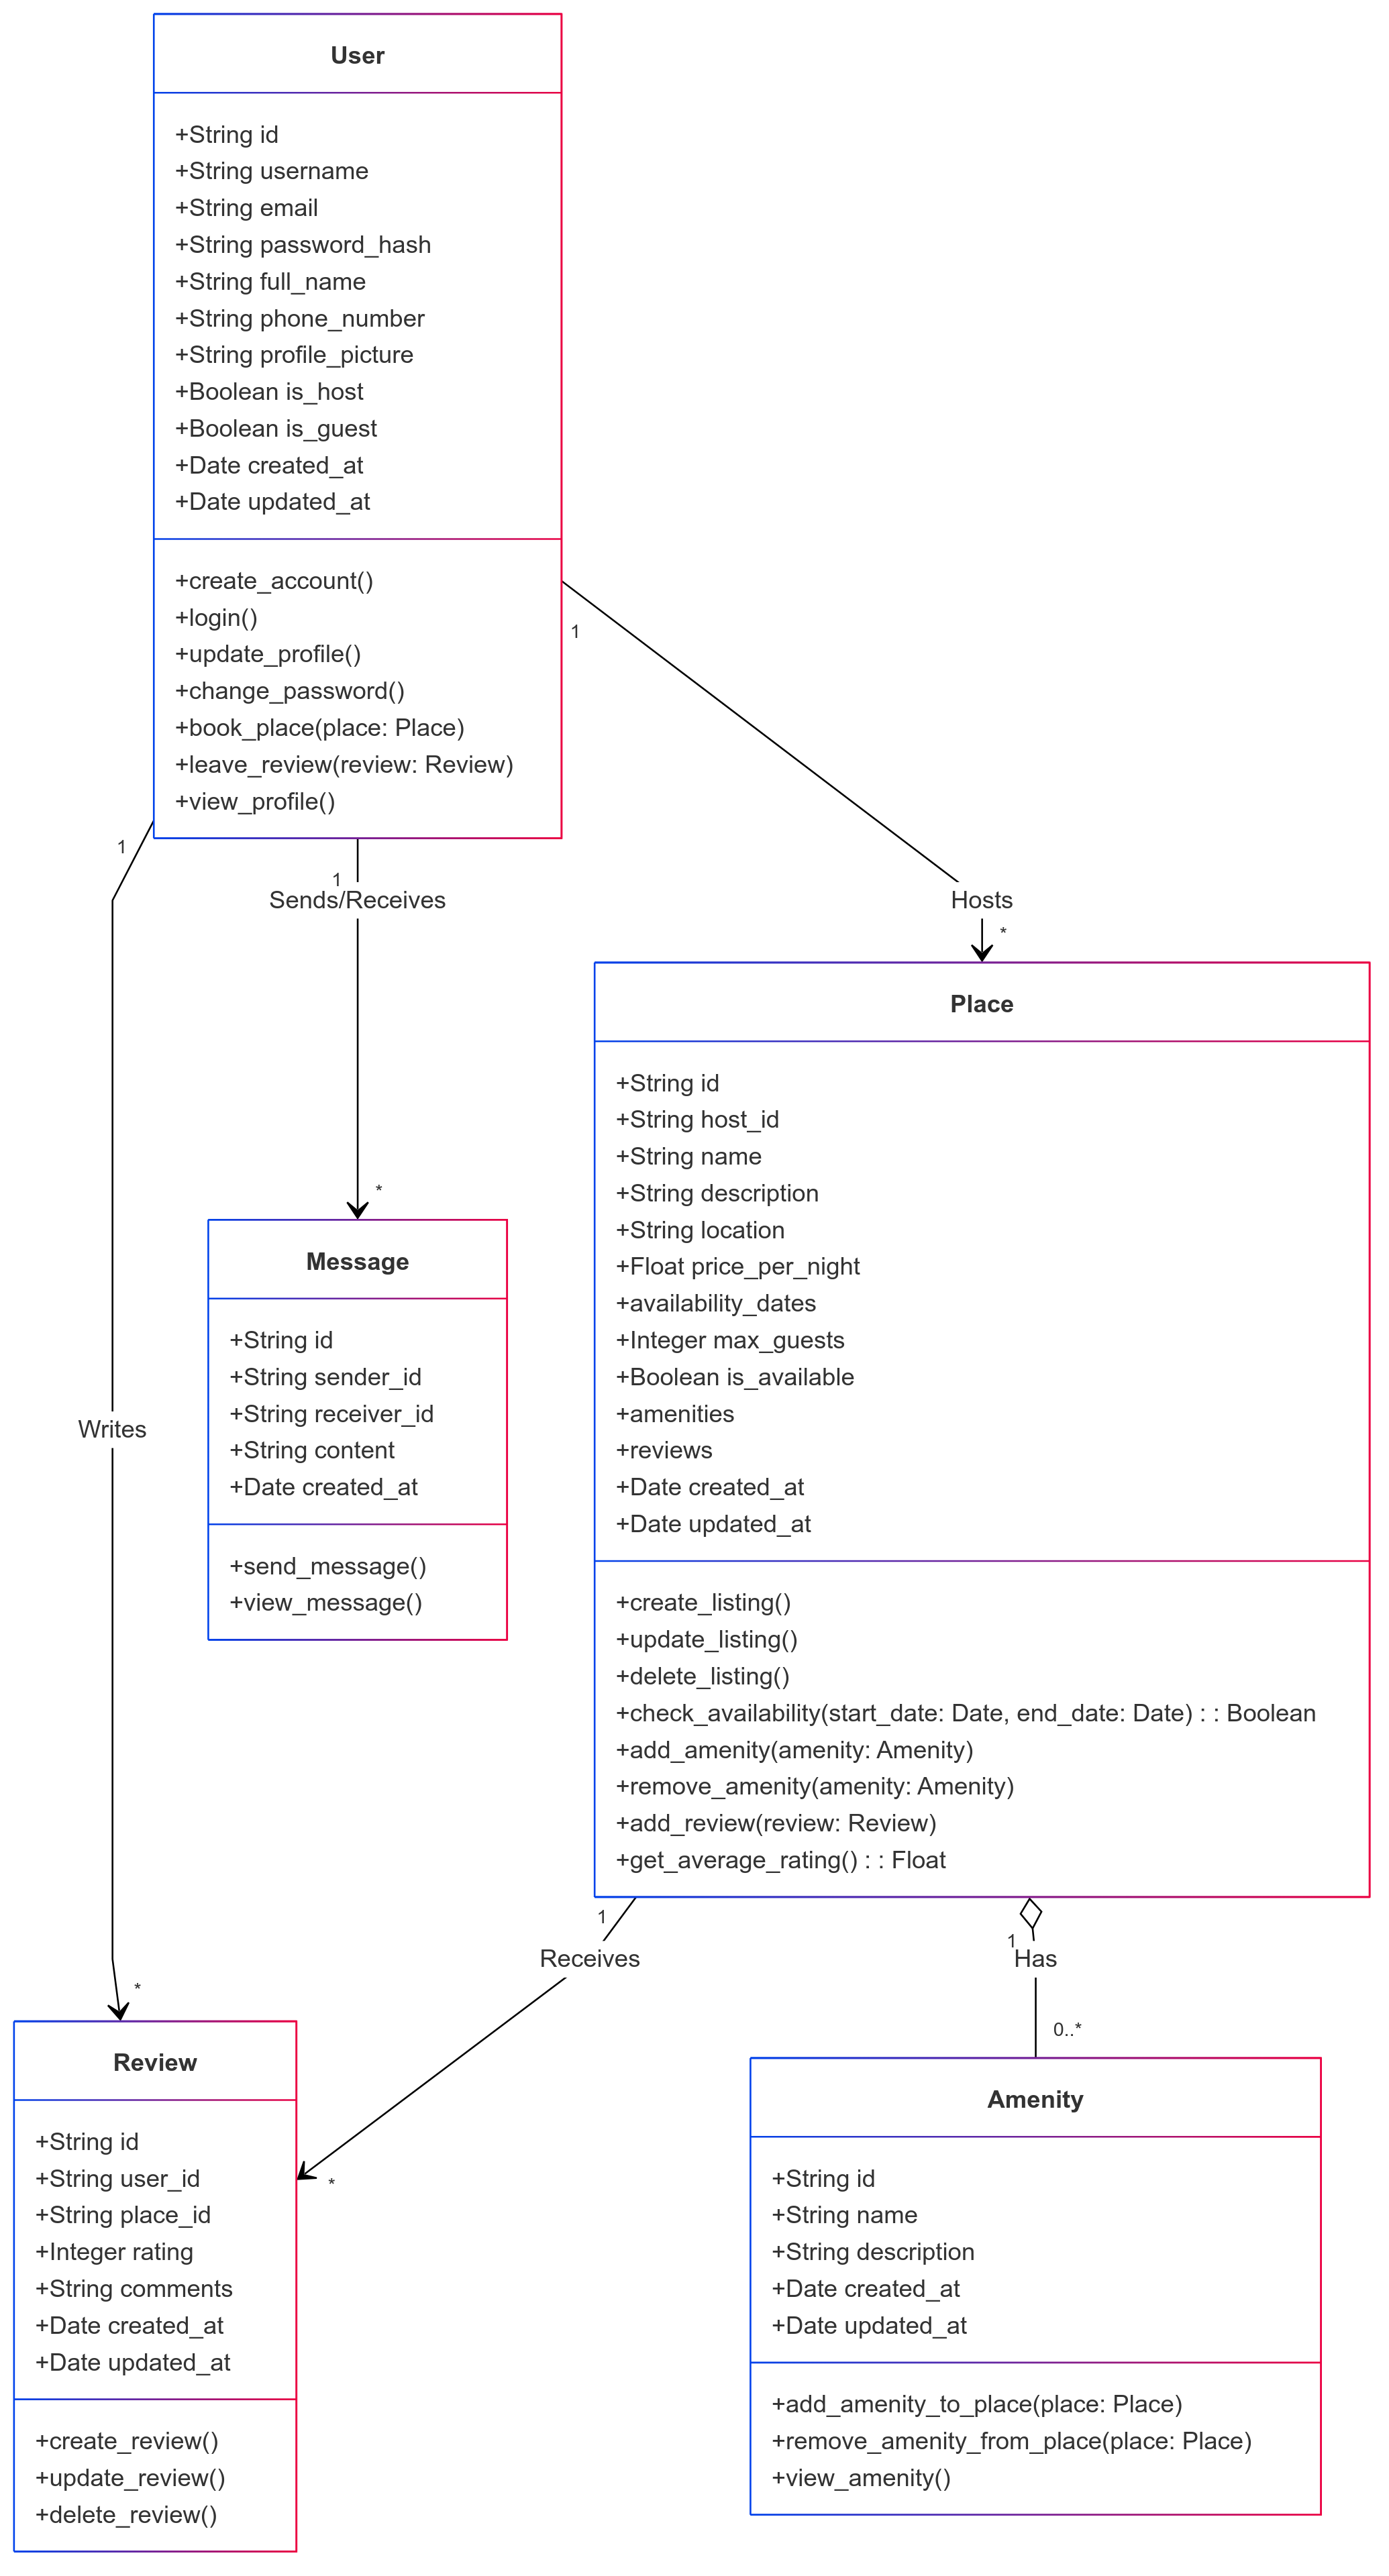 User
+String id
+String username
+String email
+String password_hash
+String full_name
+String phone_number
+String profile_picture
+Boolean is_host
+Boolean is_guest
+Date created_at
+Date updated_at
+create_account()
+login()
+update_profile()
+change_password()
+book_place(place: Place)
+leave_review(review: Review)
+view_profile()
1
1
1
Sends/Receives
Hosts
*
Place
+String id
+String host_id
+String name
+String description
+String location
+Float price_per_night
+availability_dates
+Integer max_guests
+Boolean is_available
+amenities
+reviews
+Date created_at
+Date updated_at
+create_listing()
+update_listing()
+delete_listing()
+check_availability(start_date: Date, end_date: Date) : : Boolean
+add_amenity(amenity: Amenity)
+remove_amenity(amenity: Amenity)
+add_review(review: Review)
+get_average_rating() : : Float
*
Message
+String id
+String sender_id
+String receiver_id
+String content
+Date created_at
+send_message()
+view_message()
Writes
1
Receives
1
Has
*
0..*
Review
+String id
+String user_id
+String place_id
+Integer rating
+String comments
+Date created_at
+Date updated_at
+create_review()
+update_review()
+delete_review()
*
Amenity
+String id
+String name
+String description
+Date created_at
+Date updated_at
+add_amenity_to_place(place: Place)
+remove_amenity_from_place(place: Place)
+view_amenity()